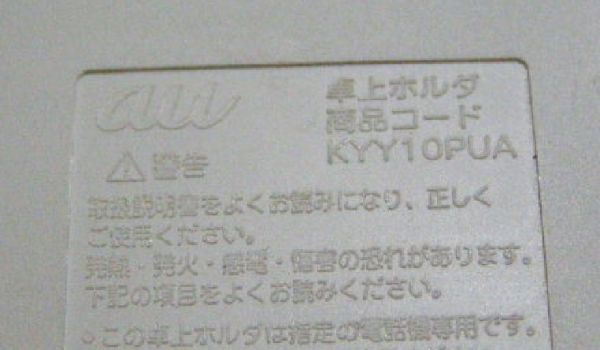 au
卓上ホルダ
商品コード
KYY10PUA
⚠警告
取扱説明書をよくお読みになり、正しく
ご使用ください。
発熱・発火・感電・傷害の恐れがあります。
下記の項目をよくお読みください。
○この卓上ホルダは指定の電話機専用です。